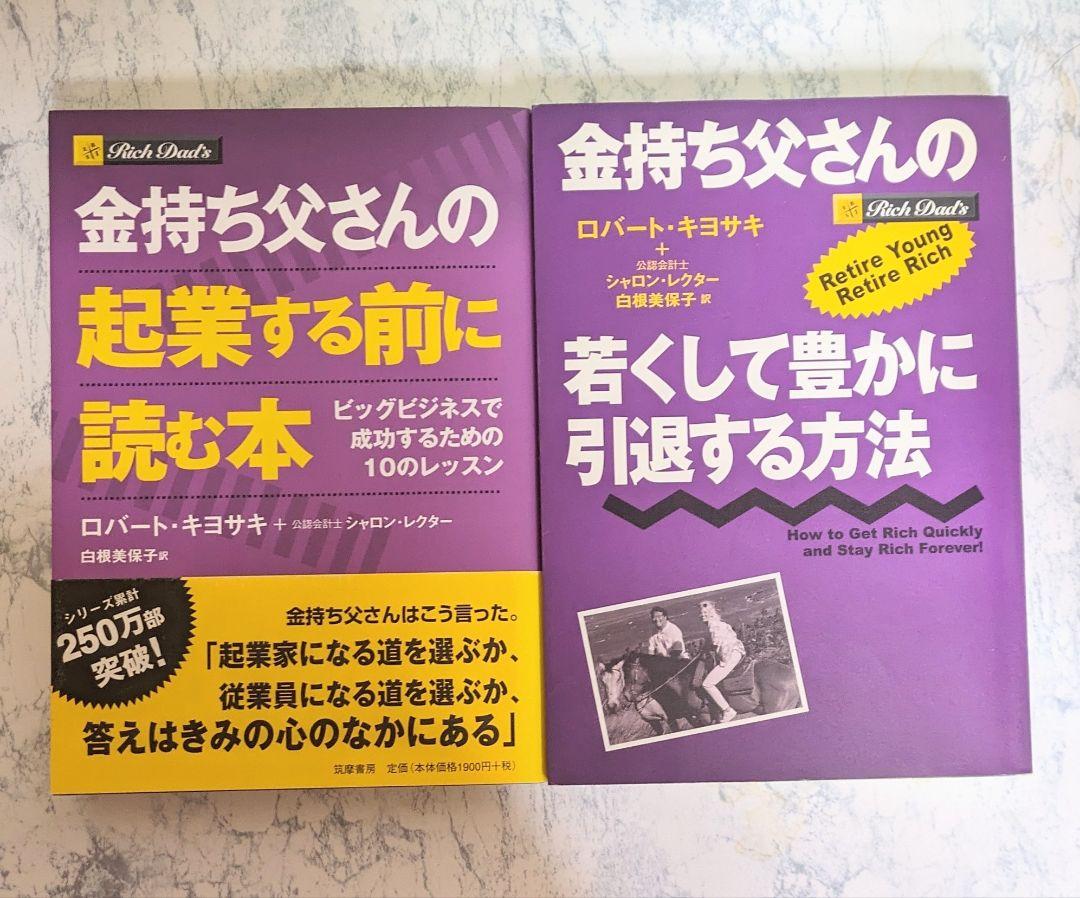 Rich Dad's
金持ち父さんの
起業する前に
読む本
ビッグビジネスで
成功するための
10のレッスン
ロバート・キヨサキ + 公認会計士 シャロン・レクター
白根美保子 訳
シリーズ累計
250万部
突破!
金持ち父さんはこう言った。
「起業家になる道を選ぶか、
従業員になる道を選ぶか、
答えはきみの心のなかにある」
筑摩書房 定価(本体価格1900円+税)
金持ち父さんの
Rich Dad's
ロバート・キヨサキ
+
公認会計士
シャロン・レクター
白根美保子 訳
Retire Young
Retire Rich
若くして豊かに
引退する方法
How to Get Rich Quickly
and Stay Rich Forever!